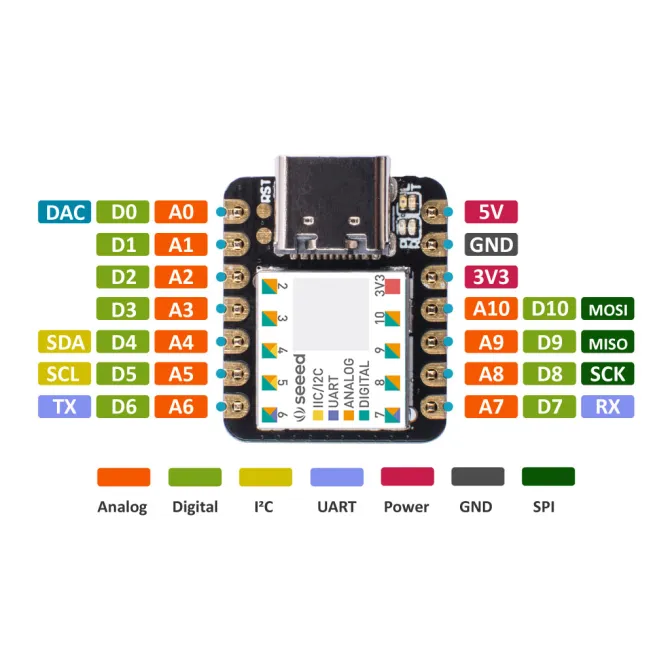 RST
DAC D0 A0
5V
D1 A1
GND
D2 A2
3V3
D3 A3
A10 D10 MOSI
SDA D4 A4
A9 D9 MISO
SCL D5 A5
A8 D8 SCK
TX D6 A6
A7 D7 RX
2 3 4 5 6
3V3 10 9 8 7
seeed
IIC/I2C
UART
ANALOG
DIGITAL
Analog Digital I²C UART Power GND SPI